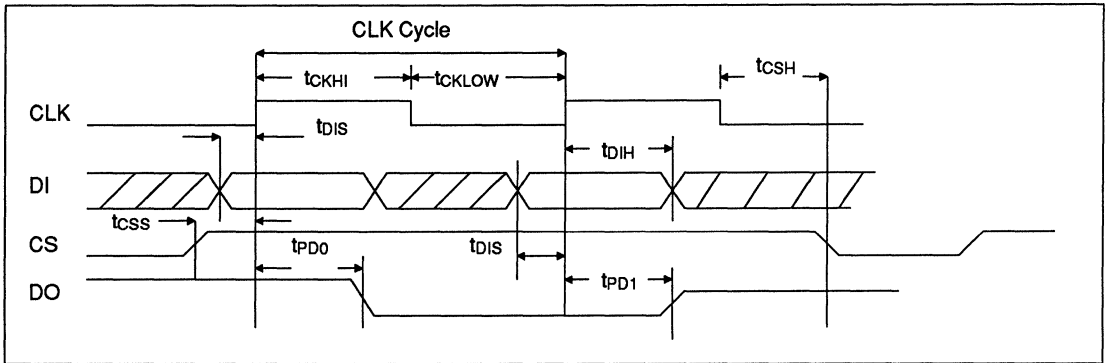 CLK Cycle
tCKHI tCKLOW tCSH
CLK
tDIS
tDIH
DI
tCSS
CS
tPD0 tDIS
tPD1
DO